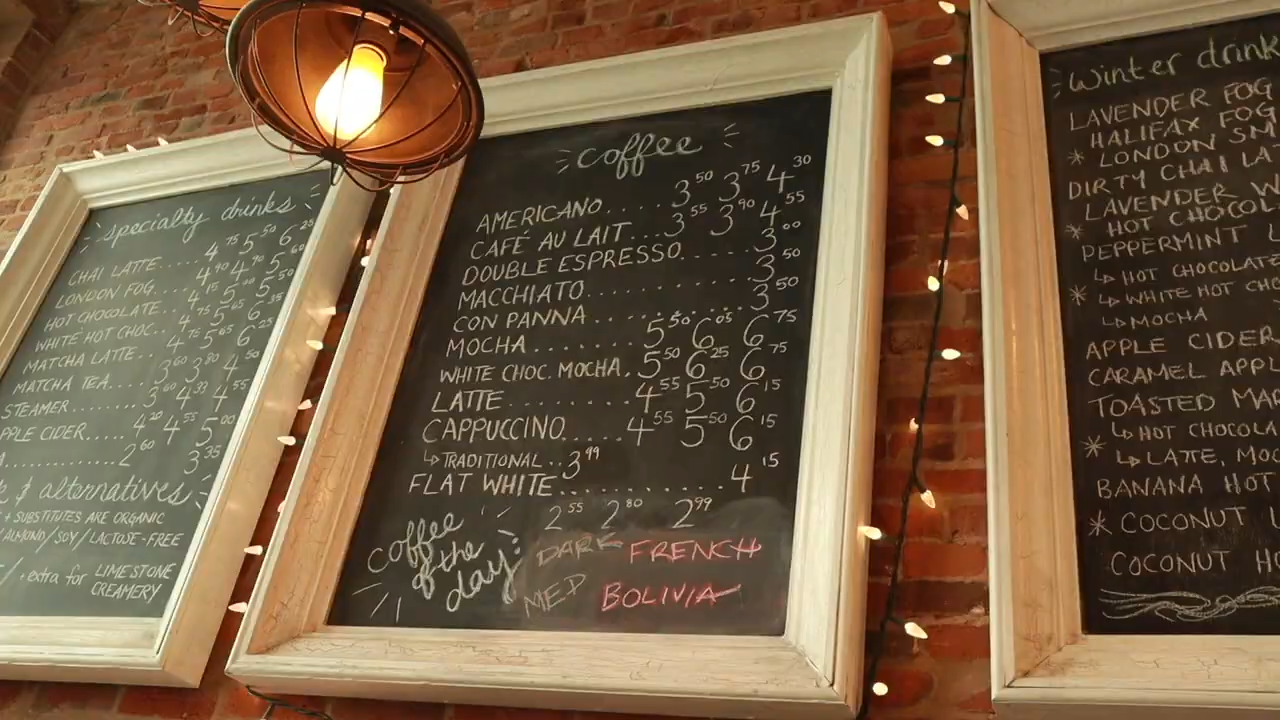 specialty drinks
CHAI LATTE..... 4 75 5 50 6 25
LONDON FOG.... 4 90 4 90 5 60
HOT CHOCOLATE.. 4 15 5 00 5 50
WHITE HOT CHOC.. 4 75 5 65 6 35
MATCHA LATTE.. 4 75 5 65 6 25
MATCHA TEA.... 3 60 3 80 4 50
STEAMER........ 3 60 4 33 4 55
PPLE CIDER..... 4 20 4 55 5 00
............ 2 60 3 35
& alternatives
+ SUBSTITUTES ARE ORGANIC
ALMOND/SOY/LACTOSE-FREE
+extra for LIMESTONE
CREAMERY
coffee
AMERICANO..... 3 50 3 75 4 30
CAFÉ AU LAIT... 3 55 3 90 4 55
DOUBLE ESPRESSO.... 3 00
MACCHIATO.......... 3 50
CON PANNA......... 3 50
MOCHA........ 5 50 6 05 6 75
WHITE CHOC. MOCHA. 5 50 6 25 6 75
LATTE.......... 4 55 5 50 6 15
CAPPUCCINO..... 4 55 5 50 6 15
↳ TRADITIONAL.. 3 99
FLAT WHITE........... 4 15
coffee of the day: 2 55 2 80 2 99
DARK FRENCH
MED BOLIVIA
winter drink
LAVENDER FOG
HALIFAX FOG
* LONDON SM
DIRTY CHAI LAT
LAVENDER W
* HOT CHOCOL
PEPPERMINT L
↳ HOT CHOCOLATE
* ↳ WHITE HOT CHO
↳ MOCHA
APPLE CIDER
CARAMEL APPL
TOASTED MAR
↳ HOT CHOCOLA
* ↳ LATTE, MOC
BANANA HOT
* COCONUT L
COCONUT HO